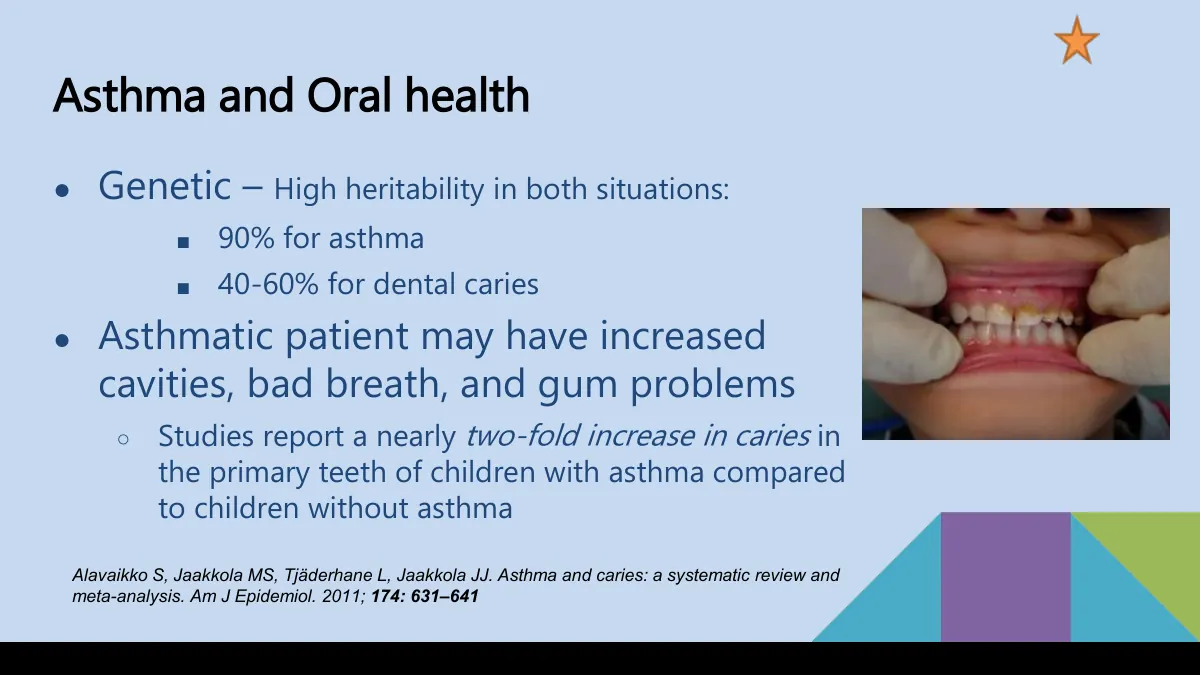 Asthma and Oral health
● Genetic – High heritability in both situations:
■ 90% for asthma
■ 40-60% for dental caries
● Asthmatic patient may have increased
cavities, bad breath, and gum problems
○ Studies report a nearly two-fold increase in caries in
the primary teeth of children with asthma compared
to children without asthma
Alavaikko S, Jaakkola MS, Tjäderhane L, Jaakkola JJ. Asthma and caries: a systematic review and
meta-analysis. Am J Epidemiol. 2011; 174: 631–641